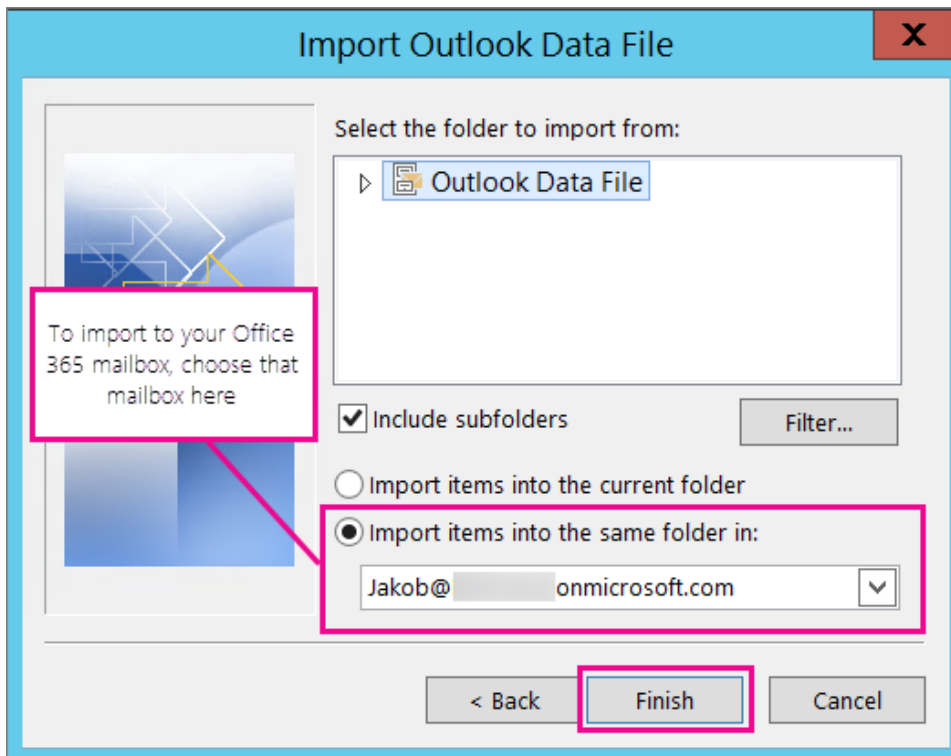 Import Outlook Data File
X
Select the folder to import from:
Outlook Data File
To import to your Office
365 mailbox, choose that
mailbox here
Include subfolders
Filter...
Import items into the current folder
Import items into the same folder in:
Jakob@ onmicrosoft.com
< Back
Finish
Cancel